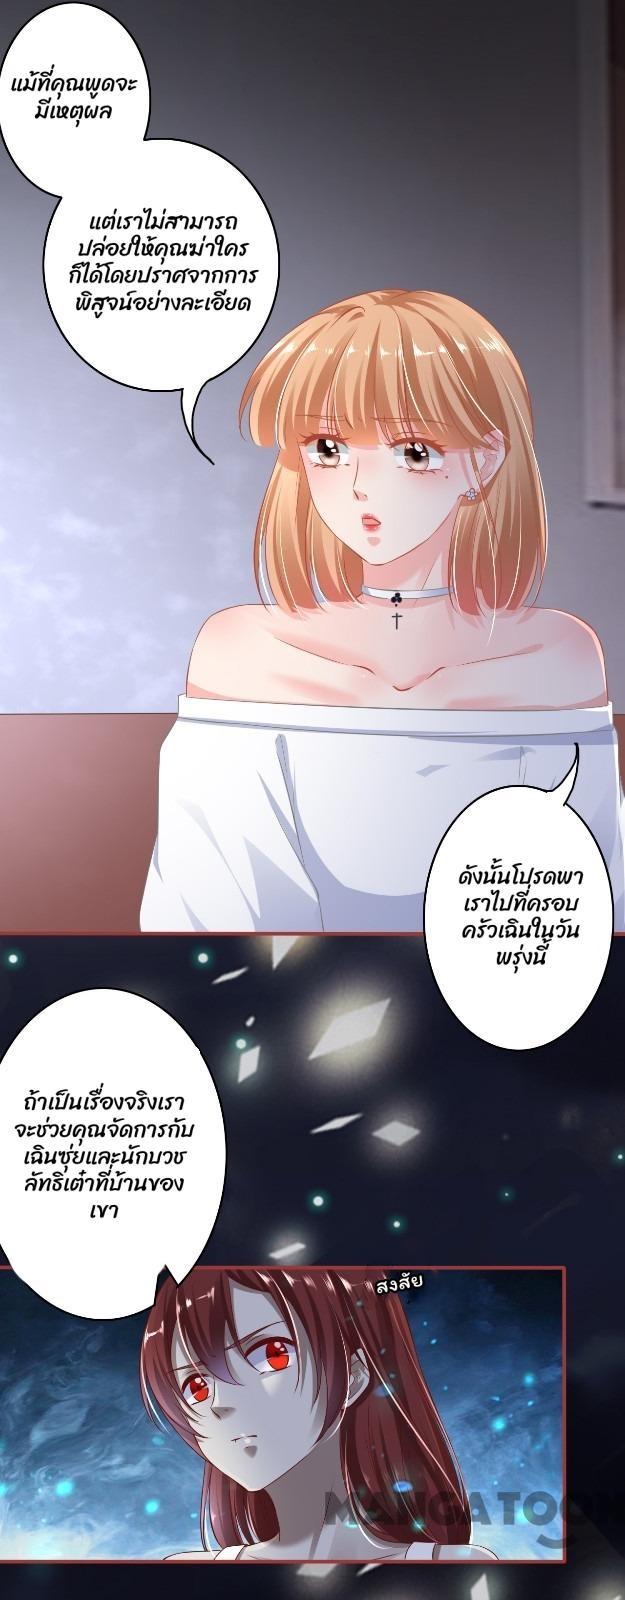 แม้ที่คุณพูดจะ
มีเหตุผล
แต่เราไม่สามารถ
ปล่อยให้คุณฆ่าใคร
ก็ได้โดยปราศจากการ
พิสูจน์อย่างละเอียด
ดังนั้นโปรดพา
เราไปที่ครอบ
ครัวเฉินในวัน
พรุ่งนี้
ถ้าเป็นเรื่องจริงเรา
จะช่วยคุณจัดการกับ
เฉินซุ่ยและนักบวช
ลัทธิเต๋าที่บ้านของ
เขา
สงสัย
MANGATOON